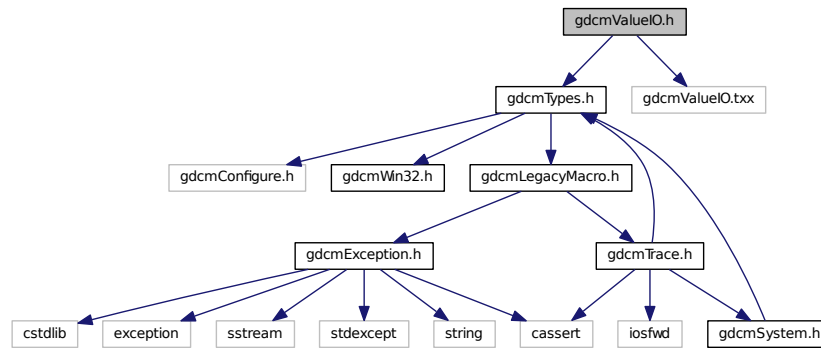 gdcmValueIO.h
gdcmTypes.h
gdcmValueIO.txx
gdcmConfigure.h
gdcmWin32.h
gdcmLegacyMacro.h
gdcmException.h
gdcmTrace.h
cstdlib
exception
sstream
stdexcept
string
cassert
iosfwd
gdcmSystem.h